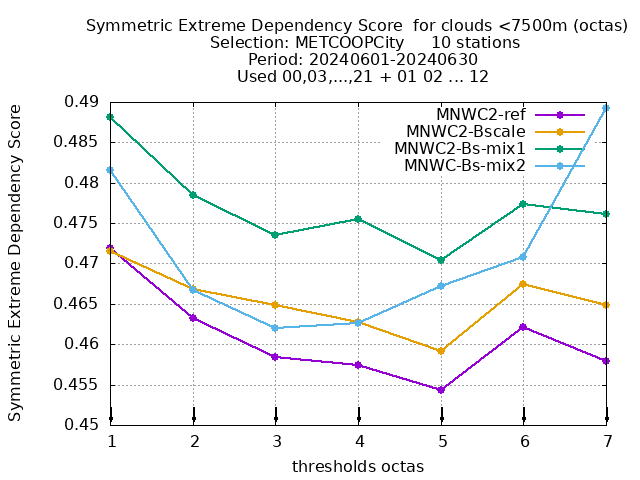 Symmetric Extreme Dependency Score  for clouds <7500m (octas)
Selection: METCOOPCity     10 stations
Period: 20240601-20240630
Used 00,03,...,21 + 01 02 ... 12
Symmetric Extreme Dependency Score
0.49
0.485
0.48
0.475
0.47
0.465
0.46
0.455
0.45
MNWC2-ref
MNWC2-Bscale
MNWC2-Bs-mix1
MNWC-Bs-mix2
1 2 3 4 5 6 7
thresholds octas